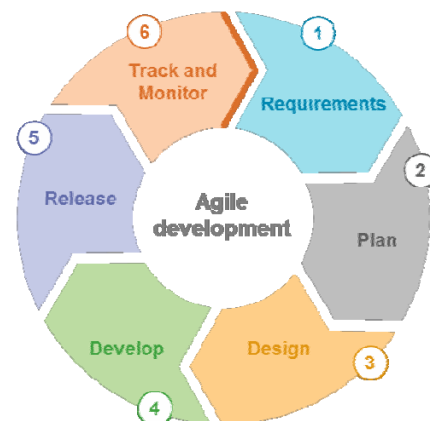 1
Requirements
2
Plan
3
Design
4
Develop
5
Release
6
Track and
Monitor
Agile
development